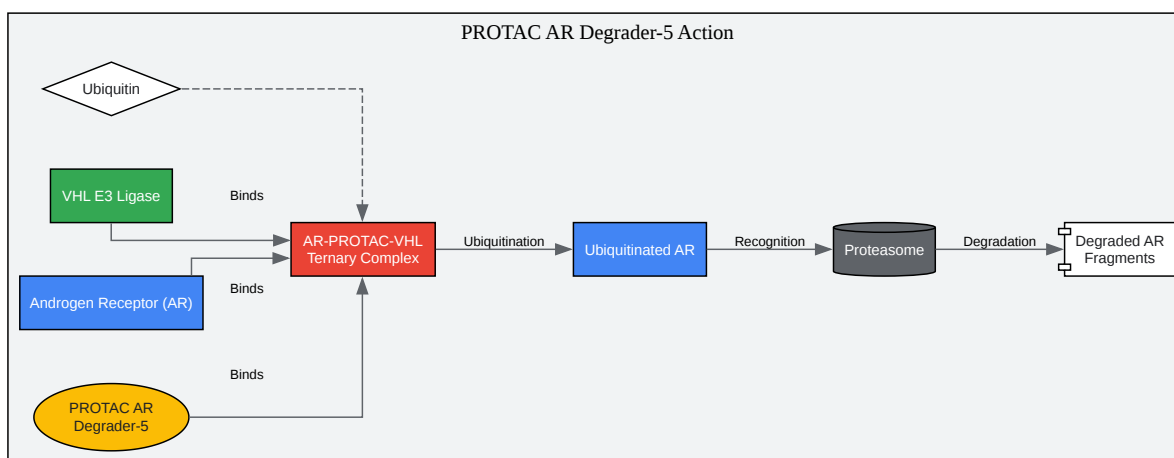 PROTAC AR Degrader-5 Action
Ubiquitin
VHL E3 Ligase
Binds
AR-PROTAC-VHL
Ternary Complex
Ubiquitination
Ubiquitinated AR
Recognition
Proteasome
Degradation
Degraded AR
Fragments
Androgen Receptor (AR)
Binds
Binds
PROTAC AR
Degrader-5